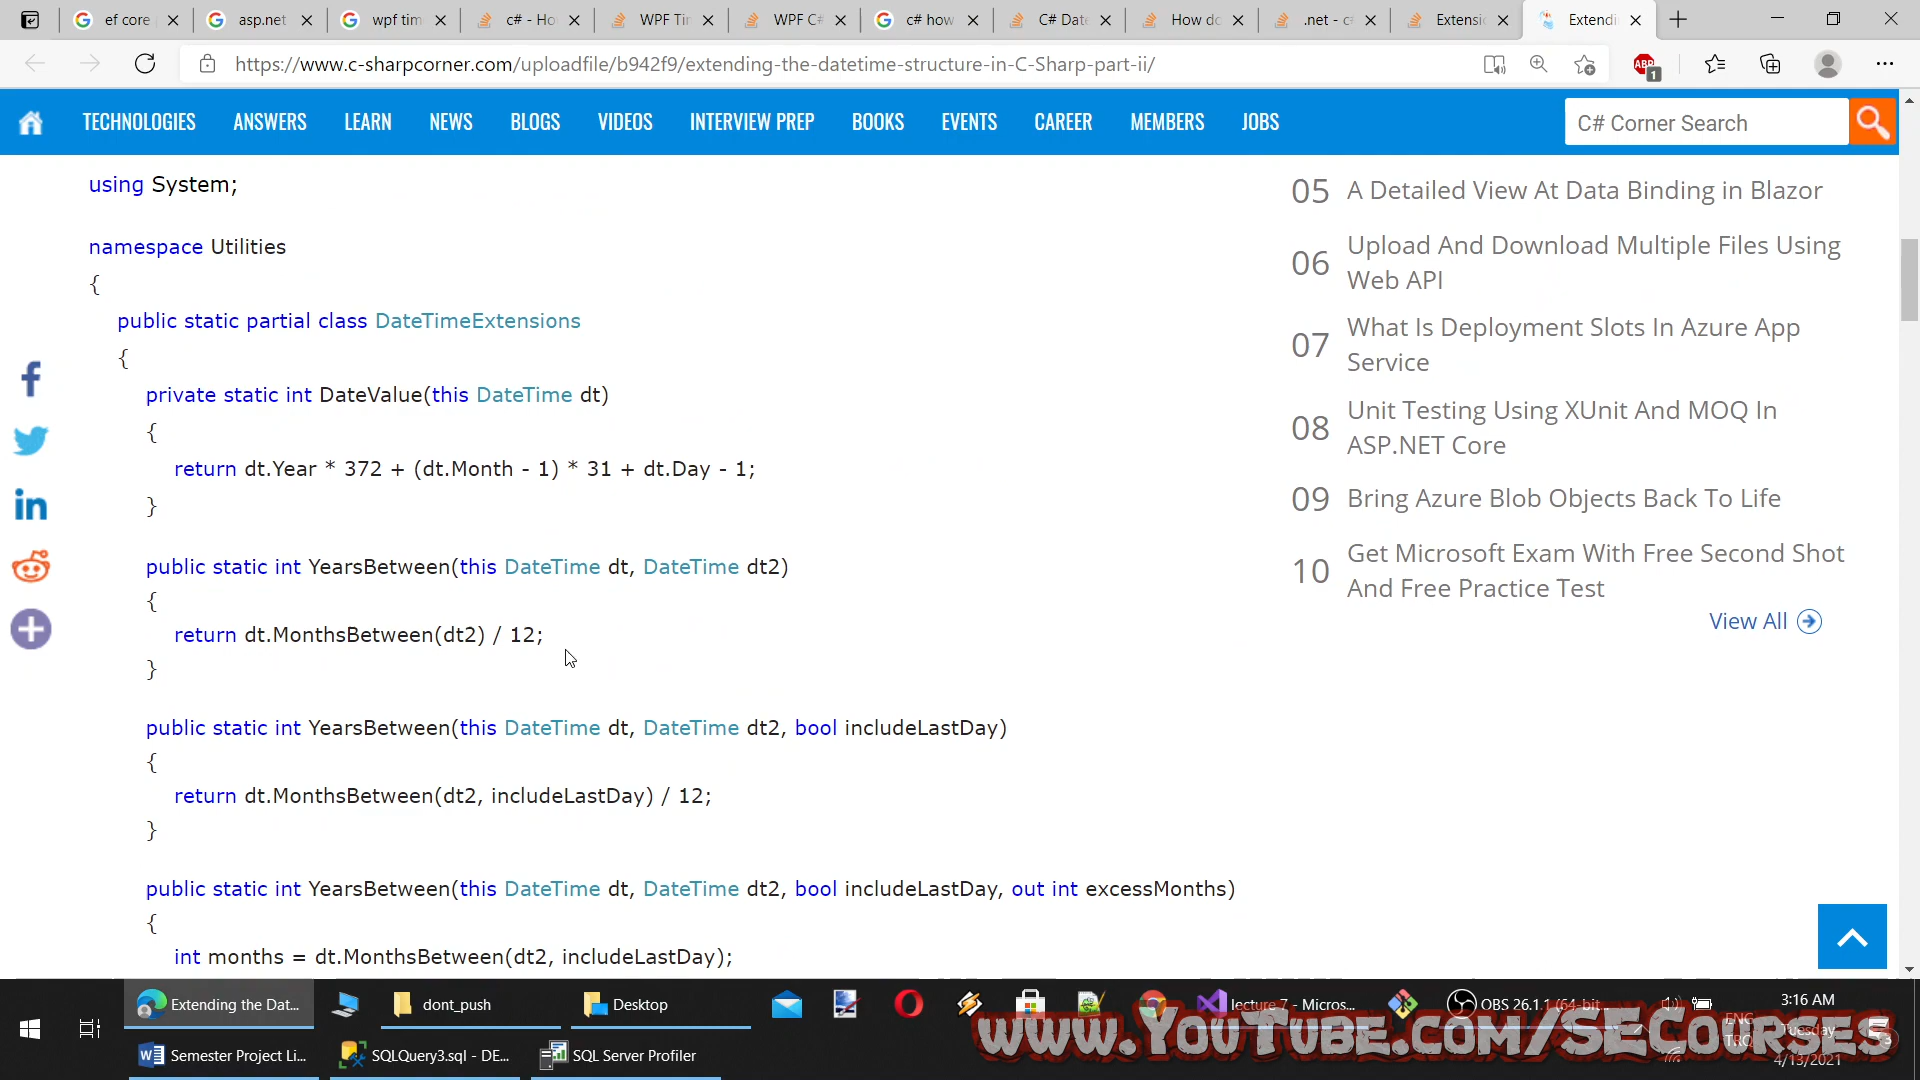 ef core
asp.net
wpf tim
c# - Ho
WPF Tir
WPF C#
c# how
C# Date
How do
.net - c
Extensi
Extendi
https://www.c-sharpcorner.com/uploadfile/b942f9/extending-the-datetime-structure-in-C-Sharp-part-ii/
ABP
1
TECHNOLOGIES ANSWERS LEARN NEWS BLOGS VIDEOS INTERVIEW PREP BOOKS EVENTS CAREER MEMBERS JOBS
C# Corner Search
using System;
namespace Utilities
{
public static partial class DateTimeExtensions
{
private static int DateValue(this DateTime dt)
{
return dt.Year * 372 + (dt.Month - 1) * 31 + dt.Day - 1;
}
public static int YearsBetween(this DateTime dt, DateTime dt2)
{
return dt.MonthsBetween(dt2) / 12;
}
public static int YearsBetween(this DateTime dt, DateTime dt2, bool includeLastDay)
{
return dt.MonthsBetween(dt2, includeLastDay) / 12;
}
public static int YearsBetween(this DateTime dt, DateTime dt2, bool includeLastDay, out int excessMonths)
{
int months = dt.MonthsBetween(dt2, includeLastDay);
05 A Detailed View At Data Binding in Blazor
06 Upload And Download Multiple Files Using
Web API
07 What Is Deployment Slots In Azure App
Service
08 Unit Testing Using XUnit And MOQ In
ASP.NET Core
09 Bring Azure Blob Objects Back To Life
10 Get Microsoft Exam With Free Second Shot
And Free Practice Test
View All
Extending the Dat...
dont_push
Desktop
lecture 7 - Micros...
OBS 26.1.1 (64-bit...
ENG
3:16 AM
Tuesday
4/13/2021
Semester Project Li...
SQLQuery3.sql - DE...
SQL Server Profiler
www.YouTube.com/SECourses